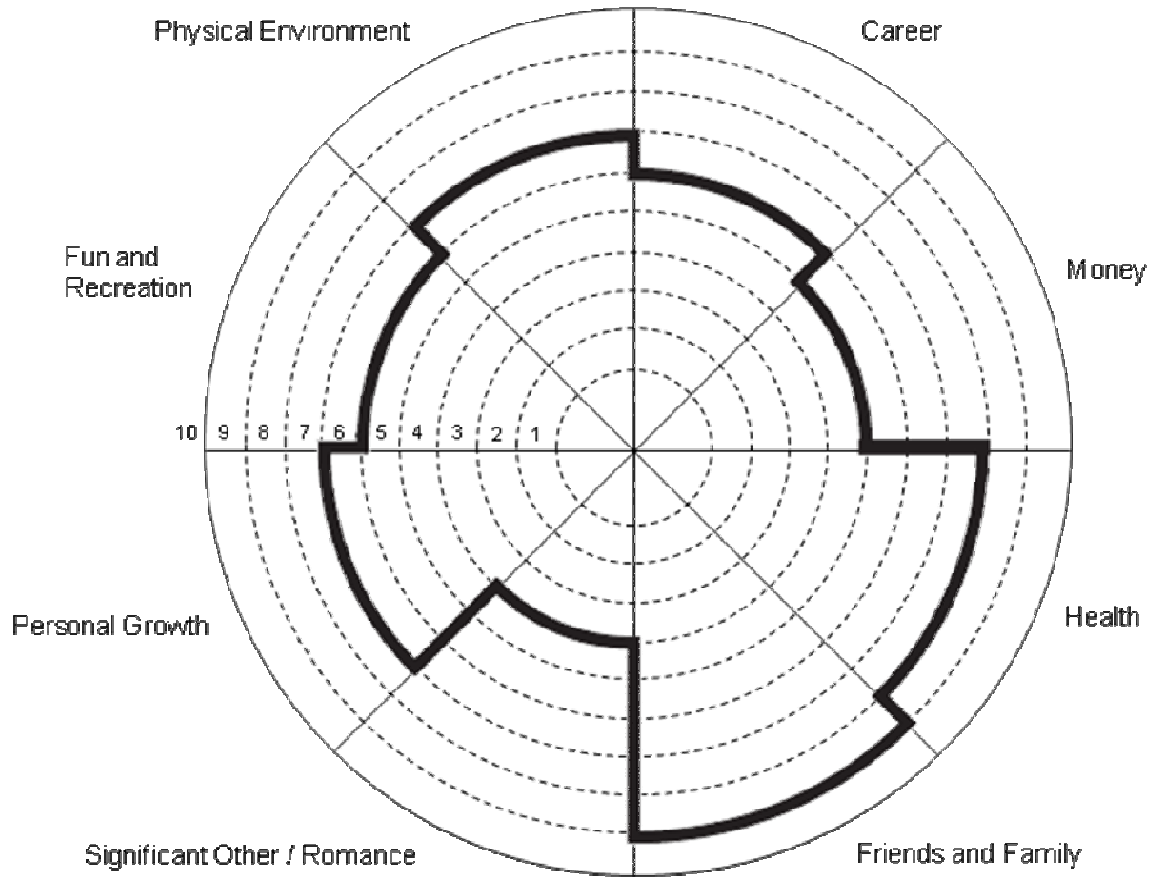 Physical Environment
Career
Fun and
Recreation
Money
10 9 8 7 6 5 4 3 2 1
Personal Growth
Health
Significant Other / Romance
Friends and Family